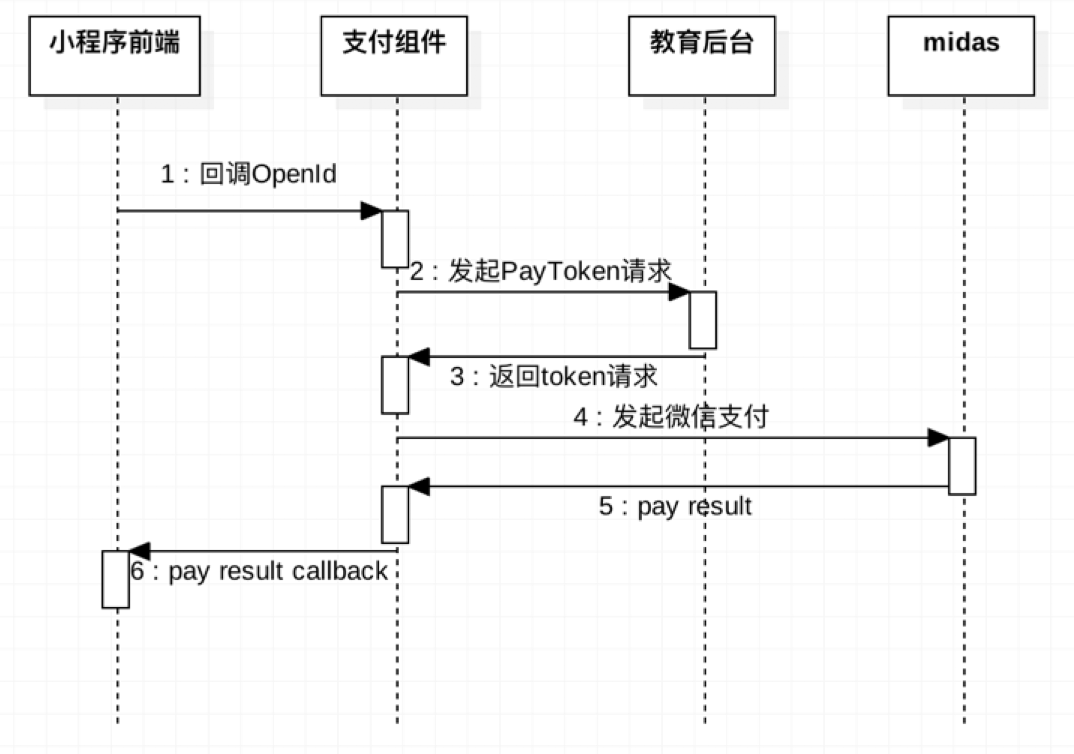 小程序前端
支付组件
教育后台
midas
1 : 回调OpenId
2 : 发起PayToken请求
3 : 返回token请求
4 : 发起微信支付
5 : pay result
6 : pay result callback